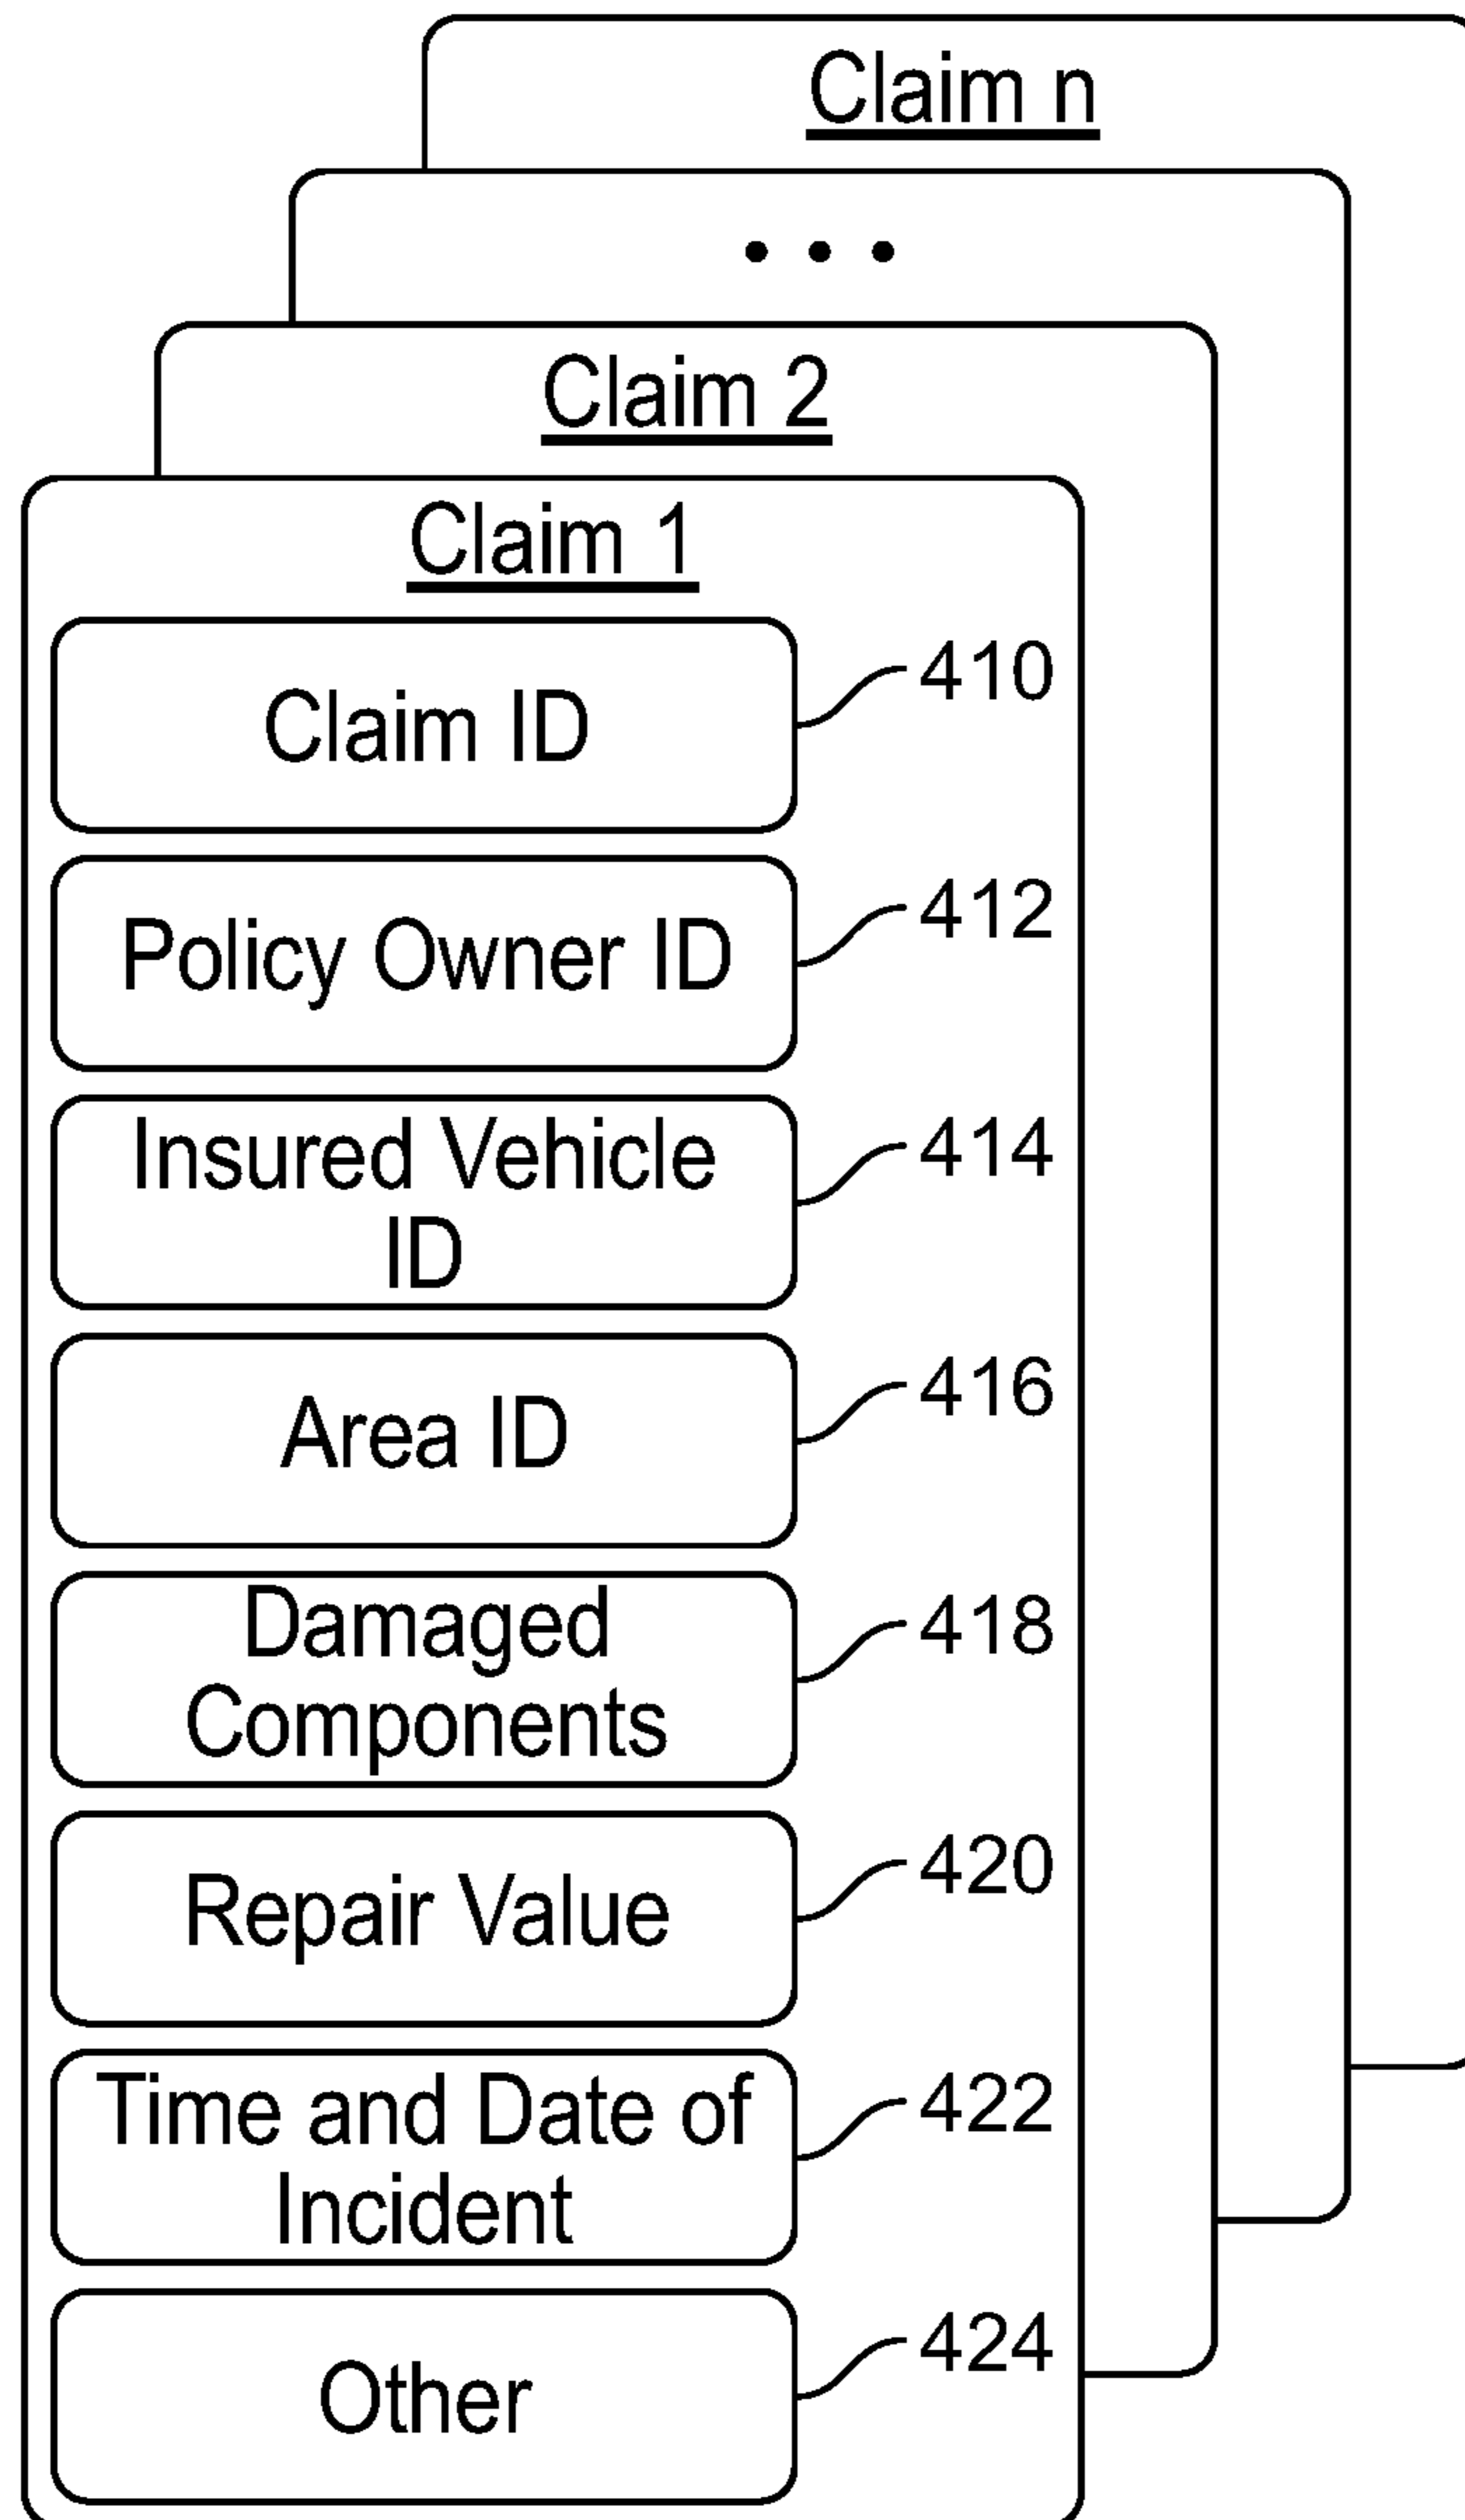 Claim n
• • •
Claim 2
Claim 1
Claim ID
410
Policy Owner ID
412
Insured Vehicle
ID
414
Area ID
416
Damaged
Components
418
Repair Value
420
Time and Date of
Incident
422
Other
424